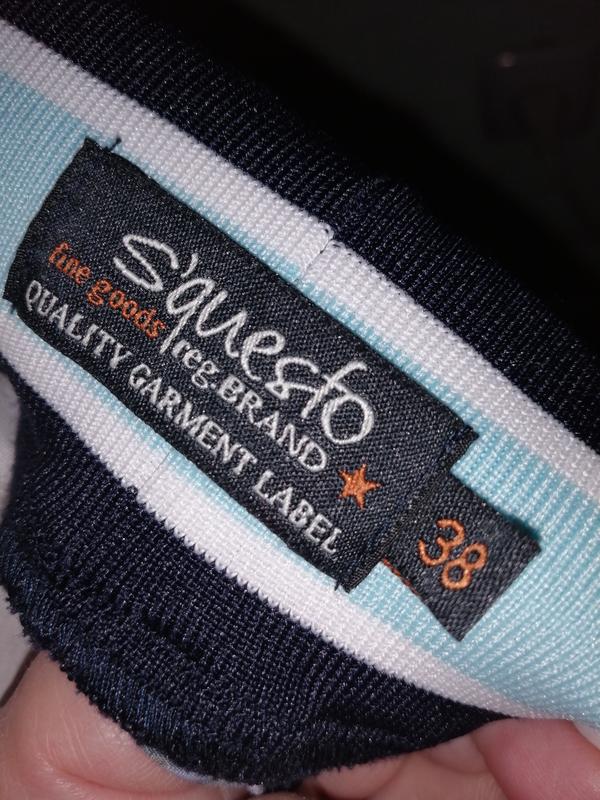 s'questo
fine goods reg.BRAND
QUALITY GARMENT LABEL
38